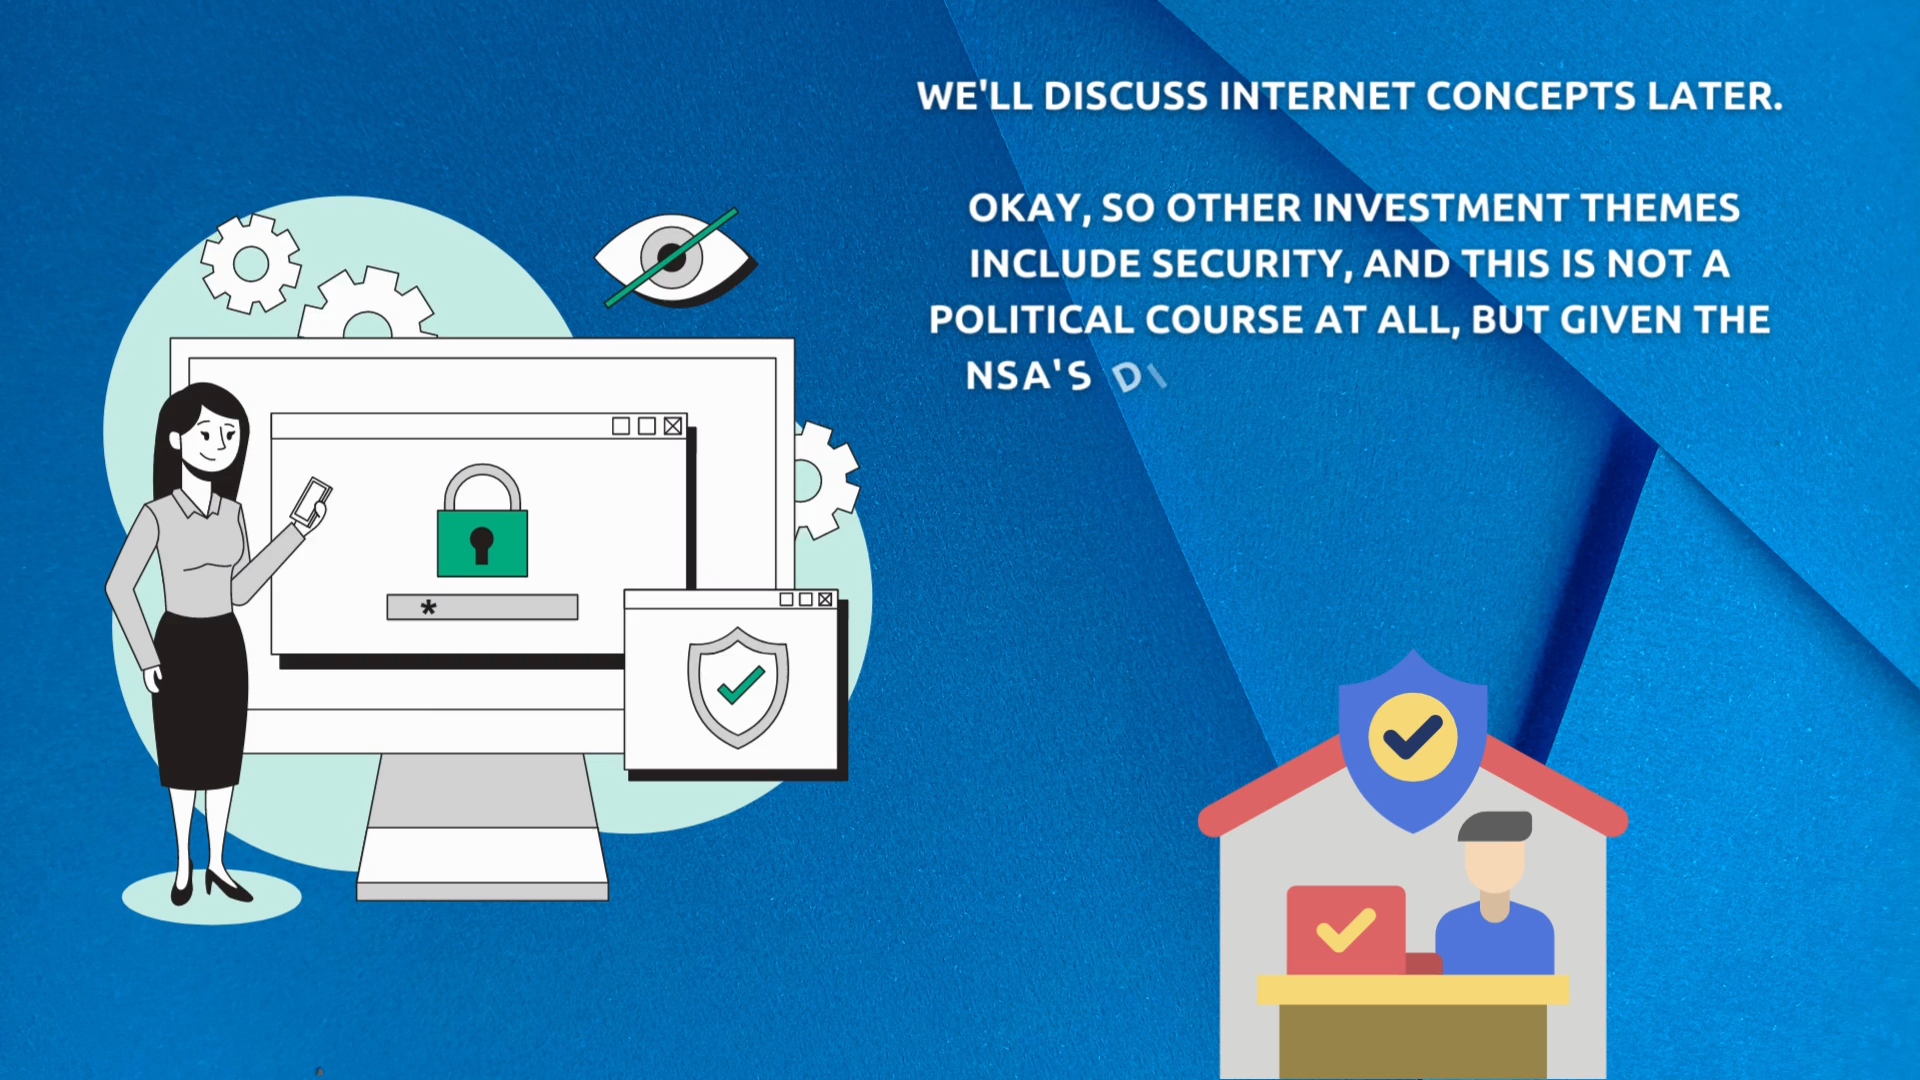 WE'LL DISCUSS INTERNET CONCEPTS LATER.
OKAY, SO OTHER INVESTMENT THEMES
INCLUDE SECURITY, AND THIS IS NOT A
POLITICAL COURSE AT ALL, BUT GIVEN THE
NSA'S DI
*